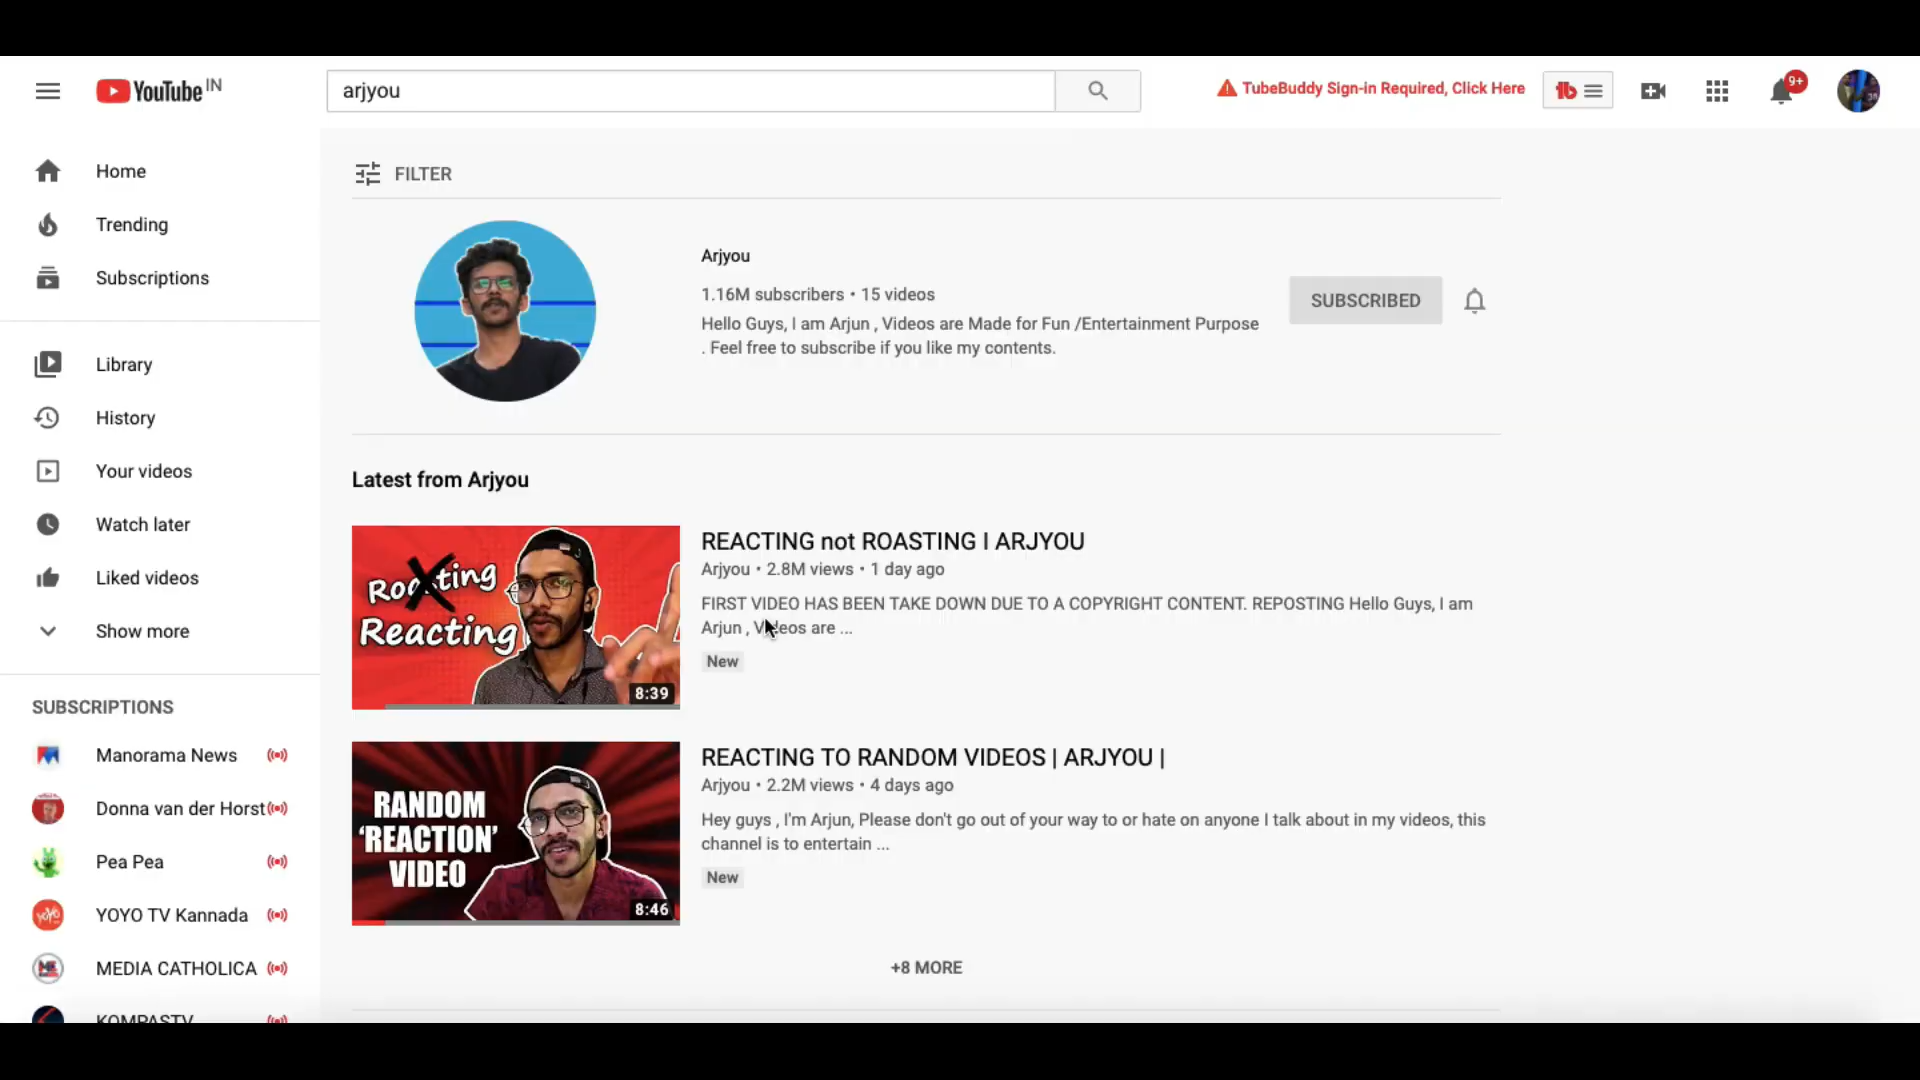 YouTube IN
arjyou
TubeBuddy Sign-in Required, Click Here
9+
Home
Trending
Subscriptions
Library
History
Your videos
Watch later
Liked videos
Show more
SUBSCRIPTIONS
Manorama News
Donna van der Horst
Pea Pea
YOYO TV Kannada
MEDIA CATHOLICA
KOMPASTV
FILTER
Arjyou
1.16M subscribers • 15 videos
Hello Guys, I am Arjun , Videos are Made for Fun /Entertainment Purpose
. Feel free to subscribe if you like my contents.
SUBSCRIBED
Latest from Arjyou
Roasting
Reacting
8:39
REACTING not ROASTING I ARJYOU
Arjyou • 2.8M views • 1 day ago
FIRST VIDEO HAS BEEN TAKE DOWN DUE TO A COPYRIGHT CONTENT. REPOSTING Hello Guys, I am
Arjun , Videos are ...
New
RANDOM
'REACTION'
VIDEO
8:46
REACTING TO RANDOM VIDEOS | ARJYOU |
Arjyou • 2.2M views • 4 days ago
Hey guys , I'm Arjun, Please don't go out of your way to or hate on anyone I talk about in my videos, this
channel is to entertain ...
New
+8 MORE